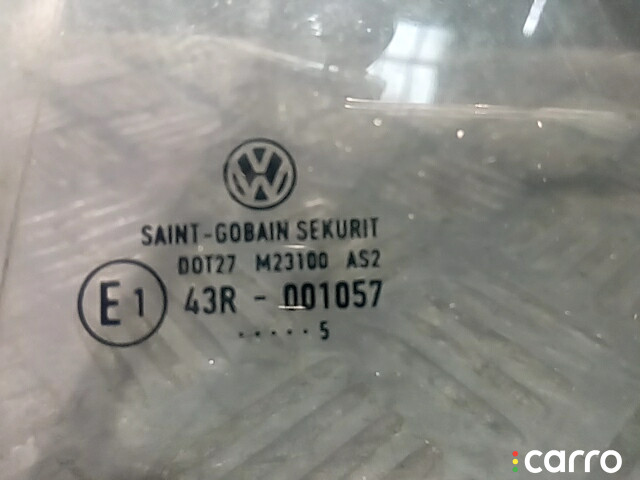 SAINT-GOBAIN SEKURIT
DOT27 M23100 AS2
E1 43R - 001057
·····5
carro